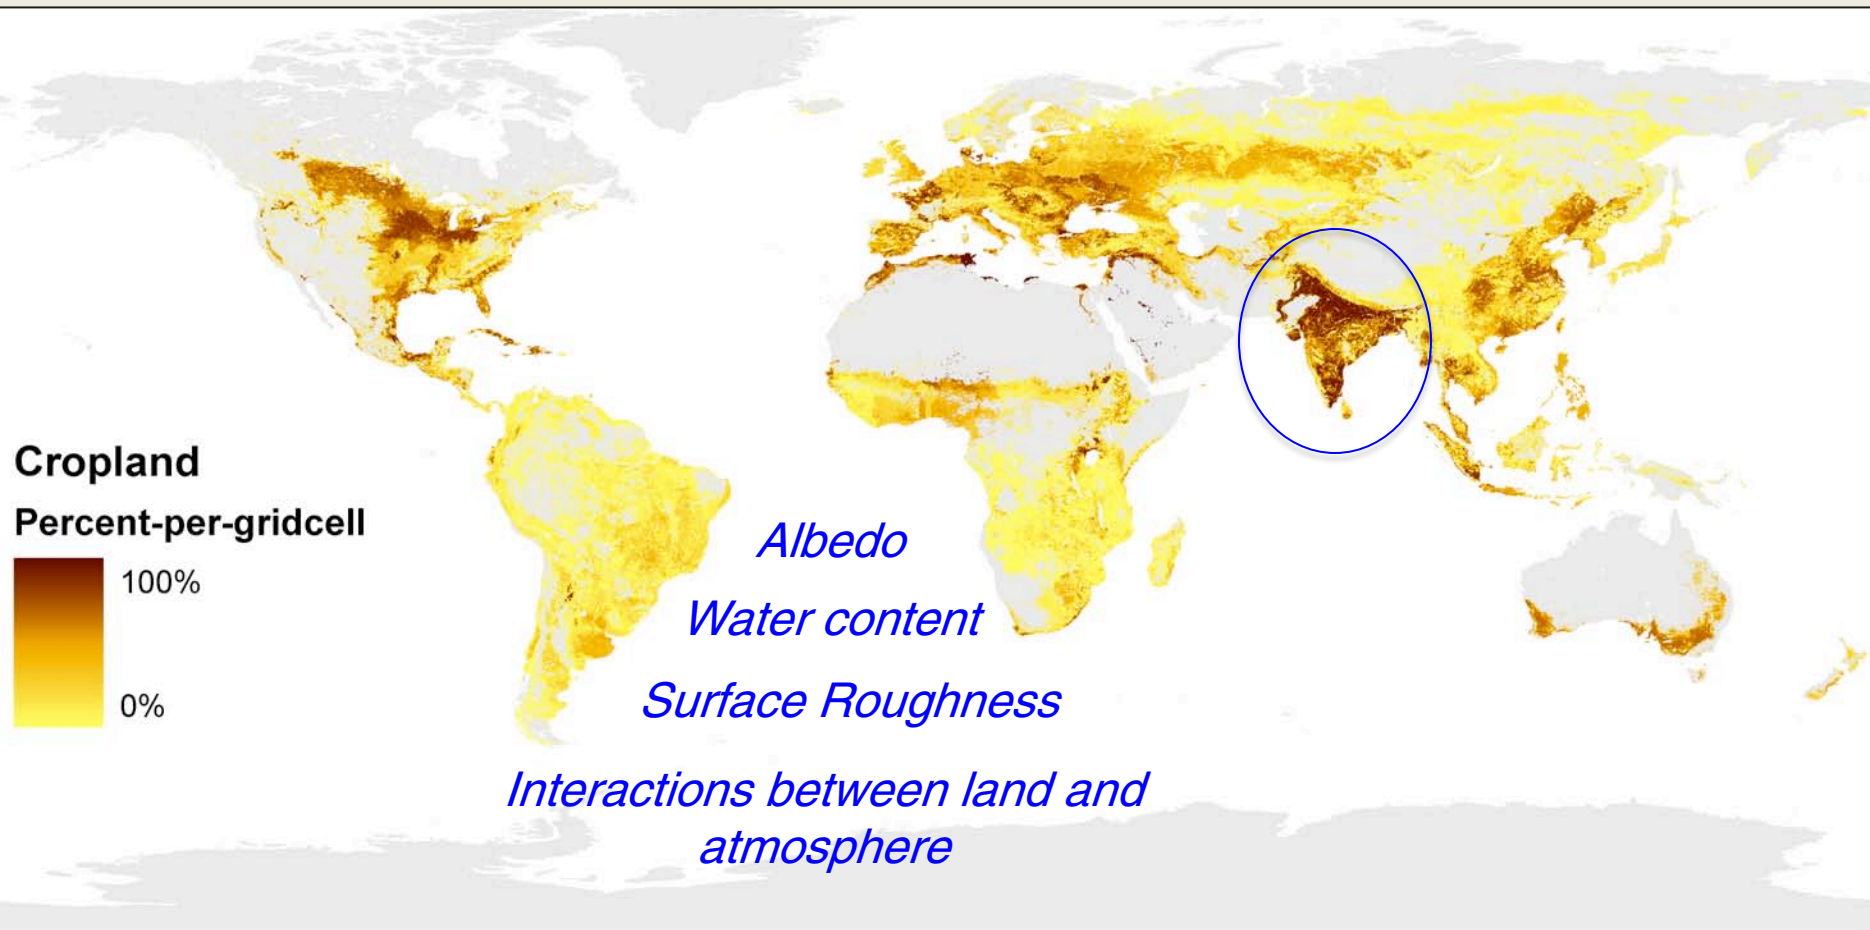 Cropland
Percent-per-gridcell
100%
0%
Albedo
Water content
Surface Roughness
Interactions between land and
atmosphere